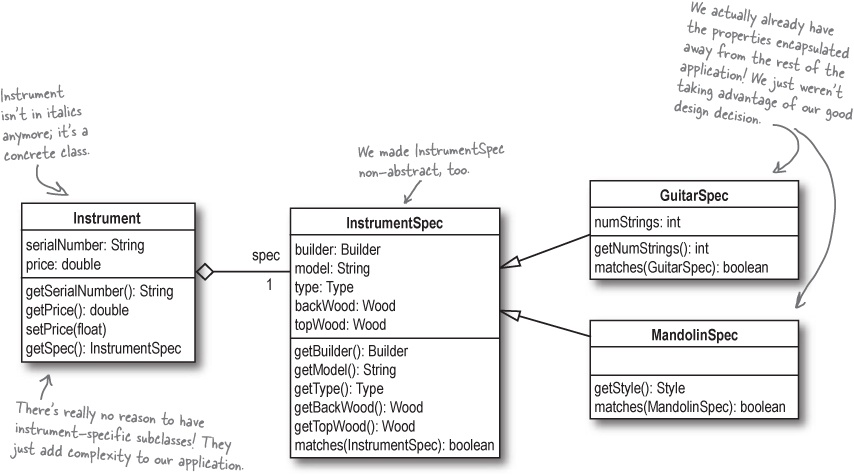 We actually already have
the properties encapsulated
away from the rest of the
application! We just weren't
taking advantage of our good
design decision.
Instrument
isn't in italics
anymore; it's a
concrete class.
We made InstrumentSpec
non-abstract, too.
Instrument
serialNumber: String
price: double
getSerialNumber(): String
getPrice(): double
setPrice(float)
getSpec(): InstrumentSpec
spec
1
InstrumentSpec
builder: Builder
model: String
type: Type
backWood: Wood
topWood: Wood
getBuilder(): Builder
getModel(): String
getType(): Type
getBackWood(): Wood
getTopWood(): Wood
matches(InstrumentSpec): boolean
GuitarSpec
numStrings: int
getNumStrings(): int
matches(GuitarSpec): boolean
MandolinSpec
getStyle(): Style
matches(MandolinSpec): boolean
There's really no reason to have
instrument-specific subclasses! They
just add complexity to our application.